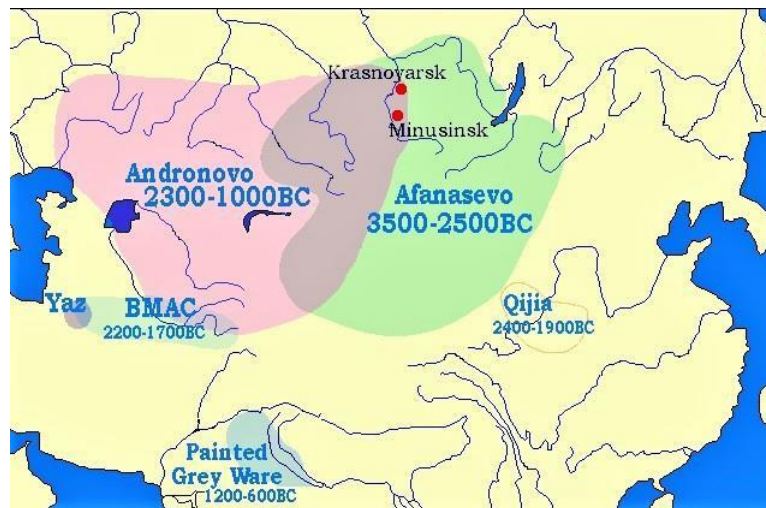 Krasnoyarsk
Minusinsk
Andronovo
2300-1000BC
Afanasevo
3500-2500BC
Yaz
BMAC
2200-1700BC
Qijia
2400-1900BC
Painted
Grey Ware
1200-600BC